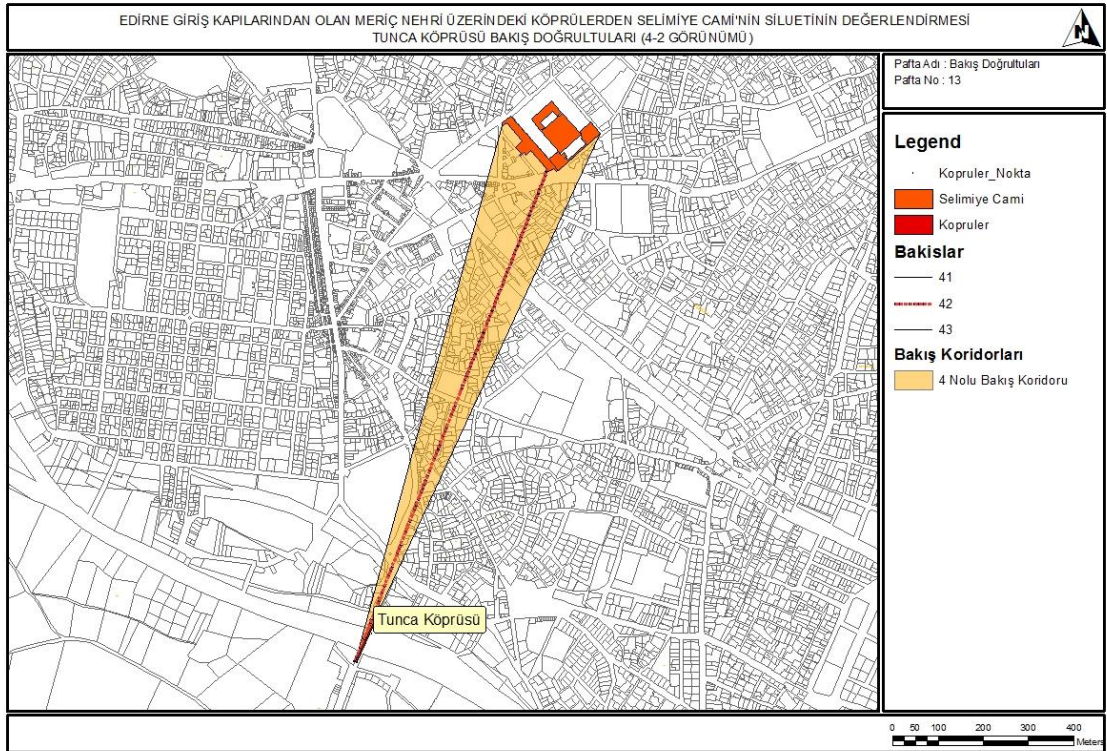 EDİRNE GİRİŞ KAPILARINDAN OLAN MERİÇ NEHRİ ÜZERİNDEKİ KÖPRÜLERDEN SELİMİYE CAMİ'NİN SİLUETİNİN DEĞERLENDİRMESİ
TUNCA KÖPRÜSÜ BAKIŞ DOĞRULTULARI (4-2 GÖRÜNÜMÜ)
N
Pafta Adı : Bakış Doğrultuları
Pafta No : 13
Legend
Kopruler_Nokta
Selimiye Cami
Kopruler
Bakislar
41
42
43
Bakış Koridorları
4 Nolu Bakış Koridoru
Tunca Köprüsü
0 50 100 200 300 400
Meters